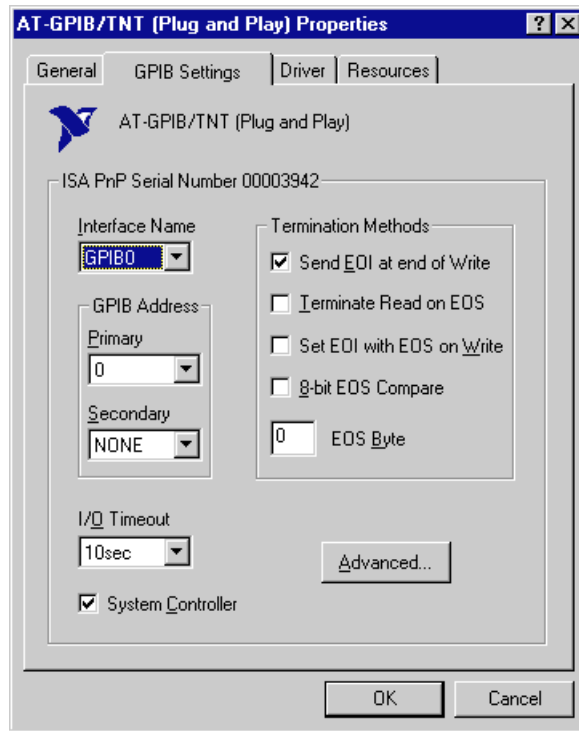 AT-GPIB/TNT (Plug and Play) Properties
General GPIB Settings Driver Resources
AT-GPIB/TNT (Plug and Play)
ISA PnP Serial Number 00003942
Interface Name
GPIB0
GPIB Address
Primary
0
Secondary
NONE
I/O Timeout
10sec
System Controller
Termination Methods
Send EOI at end of Write
Terminate Read on EOS
Set EOI with EOS on Write
8-bit EOS Compare
0 EOS Byte
Advanced...
OK Cancel